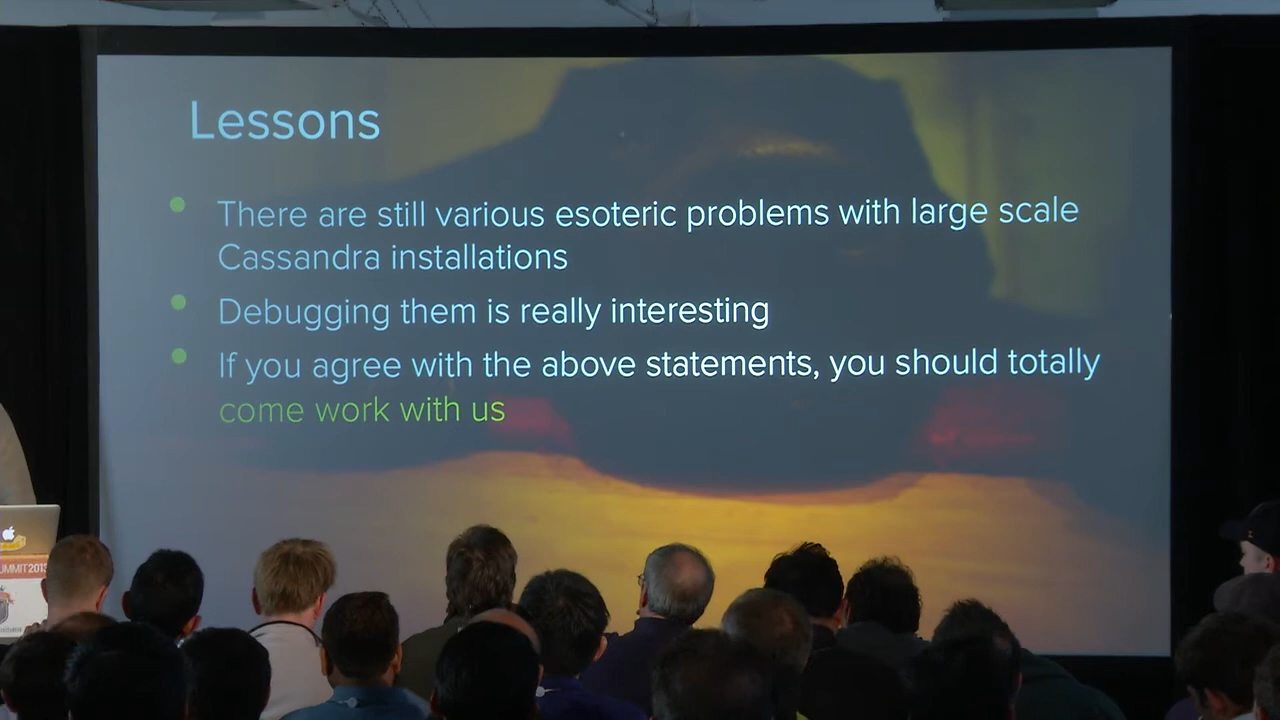 Lessons
There are still various esoteric problems with large scale
Cassandra installations
Debugging them is really interesting
If you agree with the above statements, you should totally
come work with us
UMMIT2013